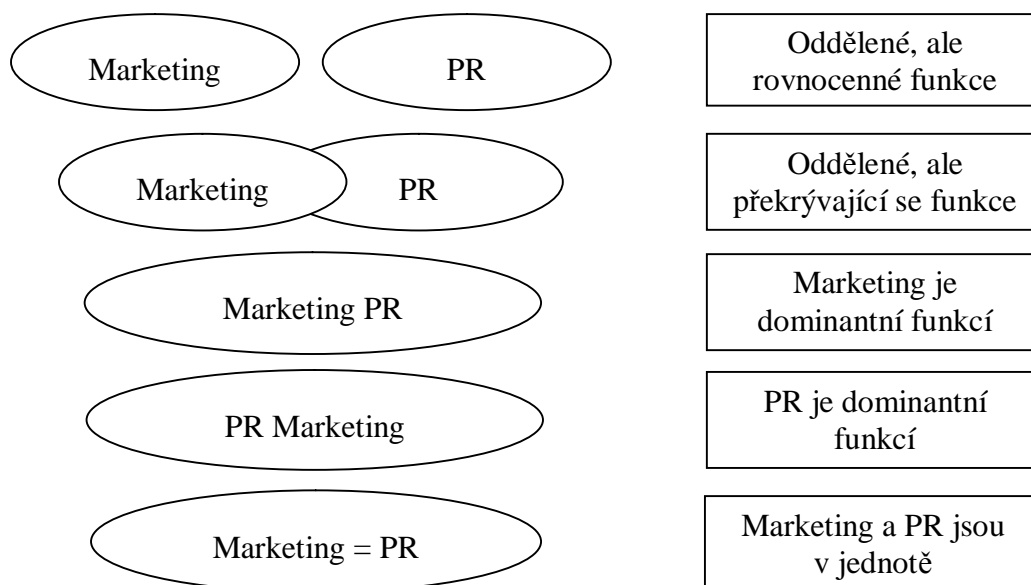 Marketing
PR
Oddělené, ale
rovnocenné funkce
Marketing
PR
Oddělené, ale
překrývající se funkce
Marketing PR
Marketing je
dominantní funkcí
PR Marketing
PR je dominantní
funkcí
Marketing = PR
Marketing a PR jsou
v jednotě